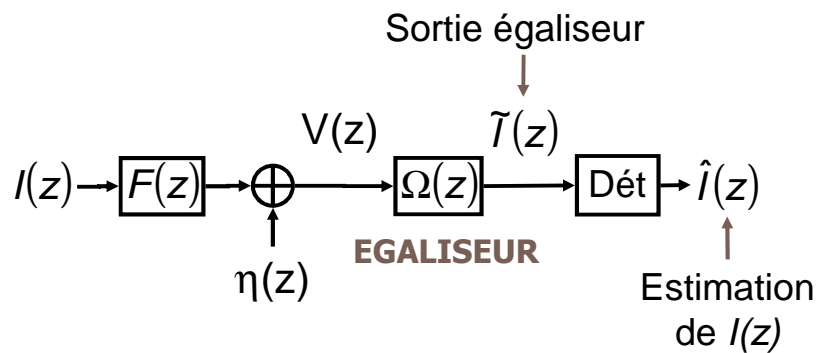 Sortie égaliseur
V(z)
Ĩ(z)
I(z)
F(z)
Ω(z)
Dét
Î(z)
EGALISEUR
η(z)
Estimation
de I(z)